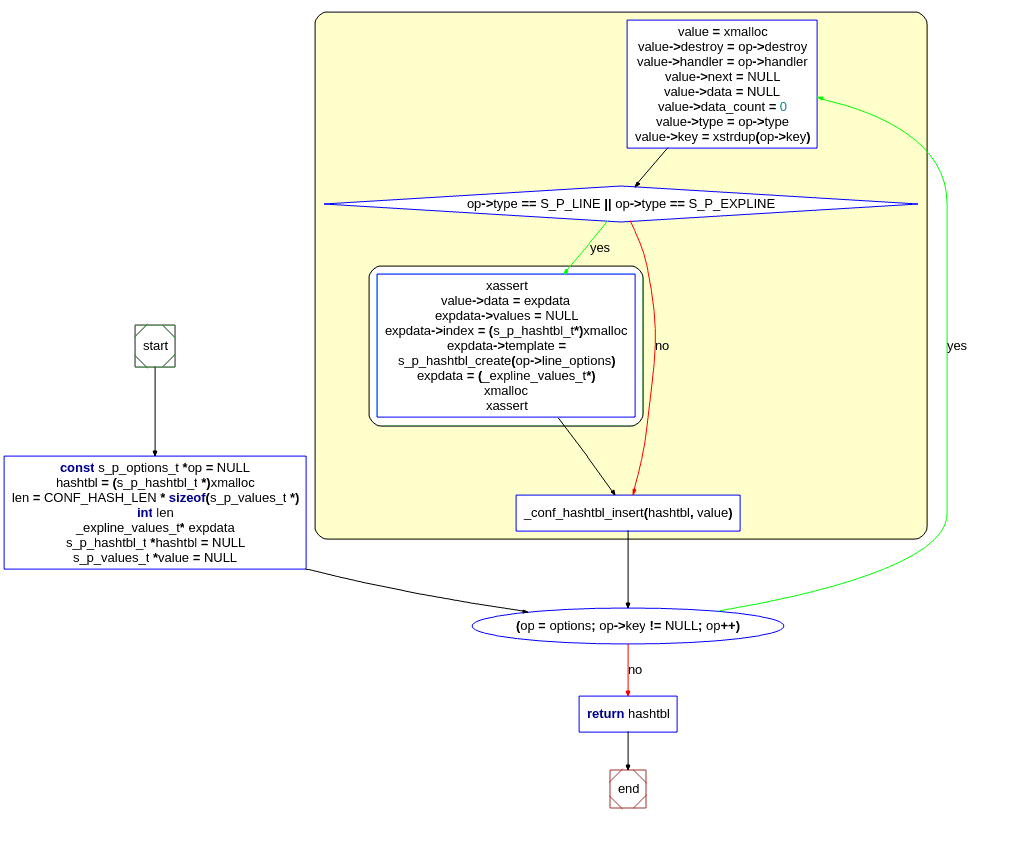 value = xmalloc
value->destroy = op->destroy
value->handler = op->handler
value->next = NULL
value->data = NULL
value->data_count = 0
value->type = op->type
value->key = xstrdup(op->key)
op->type == S_P_LINE || op->type == S_P_EXPLINE
yes
xassert
value->data = expdata
expdata->values = NULL
expdata->index = (s_p_hashtbl_t*)xmalloc
expdata->template =
s_p_hashtbl_create(op->line_options)
expdata = (_expline_values_t*)
xmalloc
xassert
no
yes
start
const s_p_options_t *op = NULL
hashtbl = (s_p_hashtbl_t *)xmalloc
len = CONF_HASH_LEN * sizeof(s_p_values_t *)
int len
_expline_values_t* expdata
s_p_hashtbl_t *hashtbl = NULL
s_p_values_t *value = NULL
_conf_hashtbl_insert(hashtbl, value)
(op = options; op->key != NULL; op++)
no
return hashtbl
end